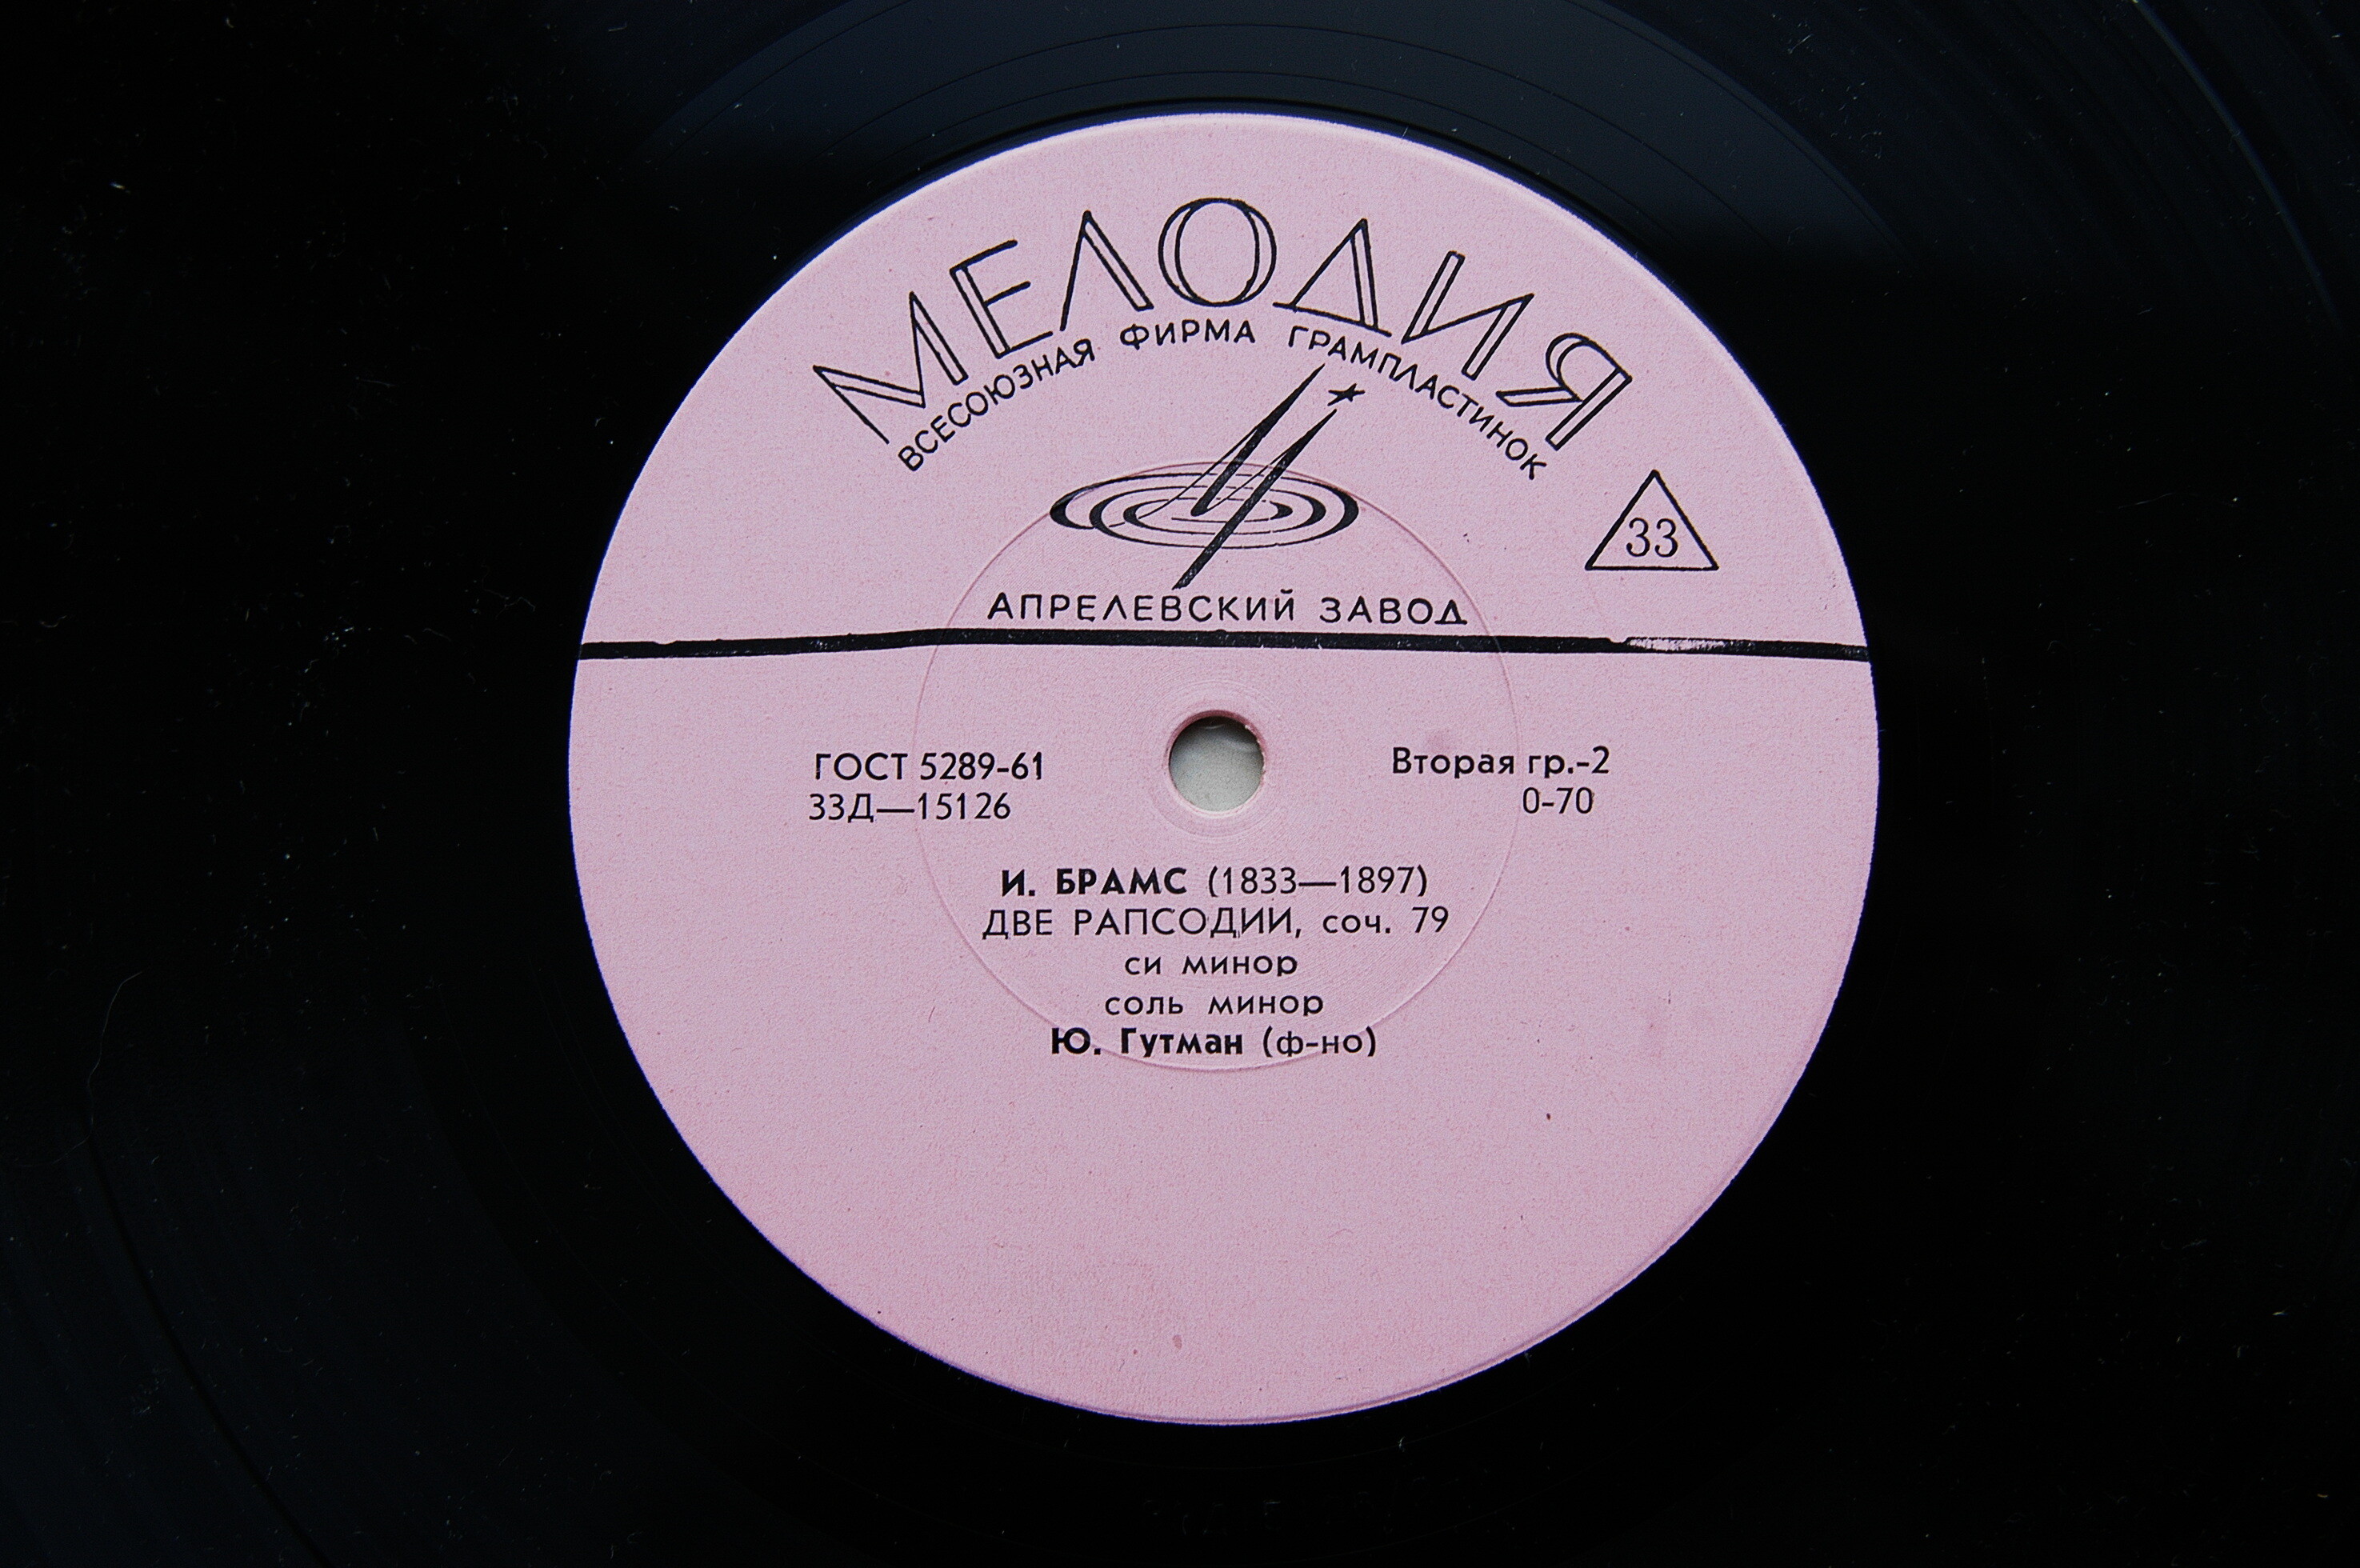 МЕЛОДИЯ
ВСЕСОЮЗНАЯ ФИРМА ГРАМПЛАСТИНОК
33
АПРЕЛЕВСКИЙ ЗАВОД
ГОСТ 5289-61
33Д—15126
Вторая гр.-2
0-70
И. БРАМС (1833—1897)
ДВЕ РАПСОДИИ, соч. 79
си минор
соль минор
Ю. Гутман (ф-но)